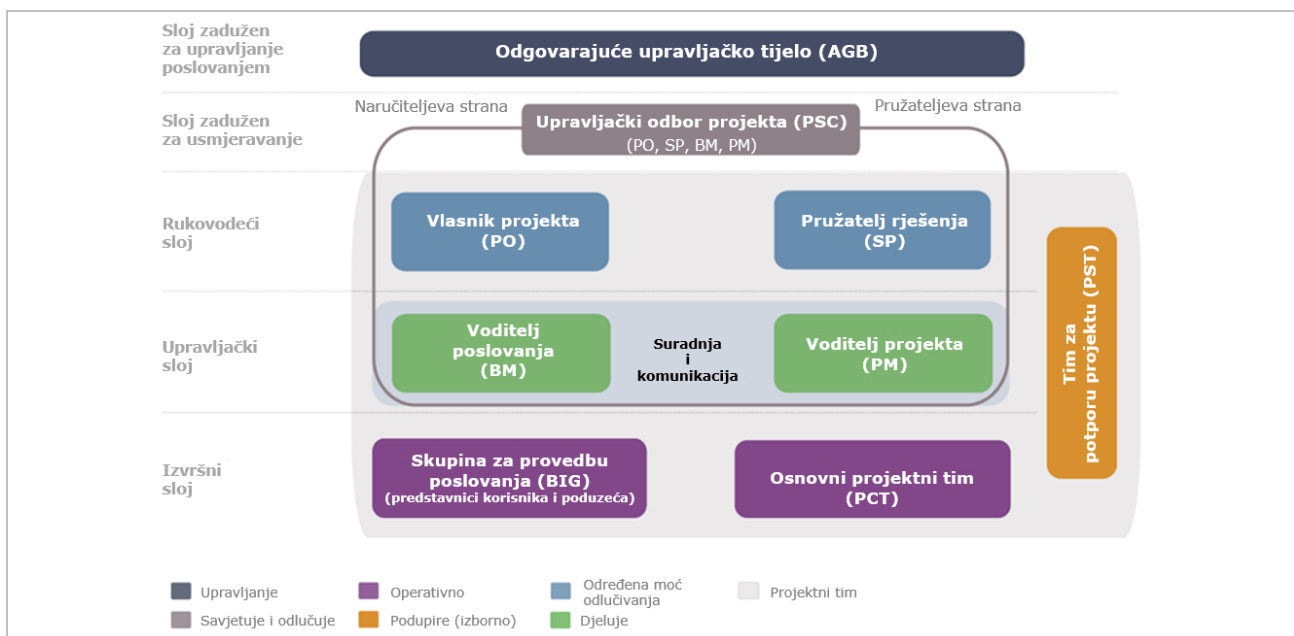 Sloj zadužen
za upravljanje
poslovanjem
Odgovarajuće upravljačko tijelo (AGB)
Naručiteljeva strana
Pružateljeva strana
Sloj zadužen
za usmjeravanje
Upravljački odbor projekta (PSC)
(PO, SP, BM, PM)
Rukovodeći
sloj
Vlasnik projekta
(PO)
Pružatelj rješenja
(SP)
Tim za
potporu projektu (PST)
Upravljački
sloj
Voditelj
poslovanja
(BM)
Suradnja
i
komunikacija
Voditelj projekta
(PM)
Izvršni
sloj
Skupina za provedbu
poslovanja (BIG)
(predstavnici korisnika i poduzeća)
Osnovni projektni tim
(PCT)
Upravljanje
Operativno
Određena moć
odlučivanja
Projektni tim
Savjetuje i odlučuje
Podupire (izborno)
Djeluje